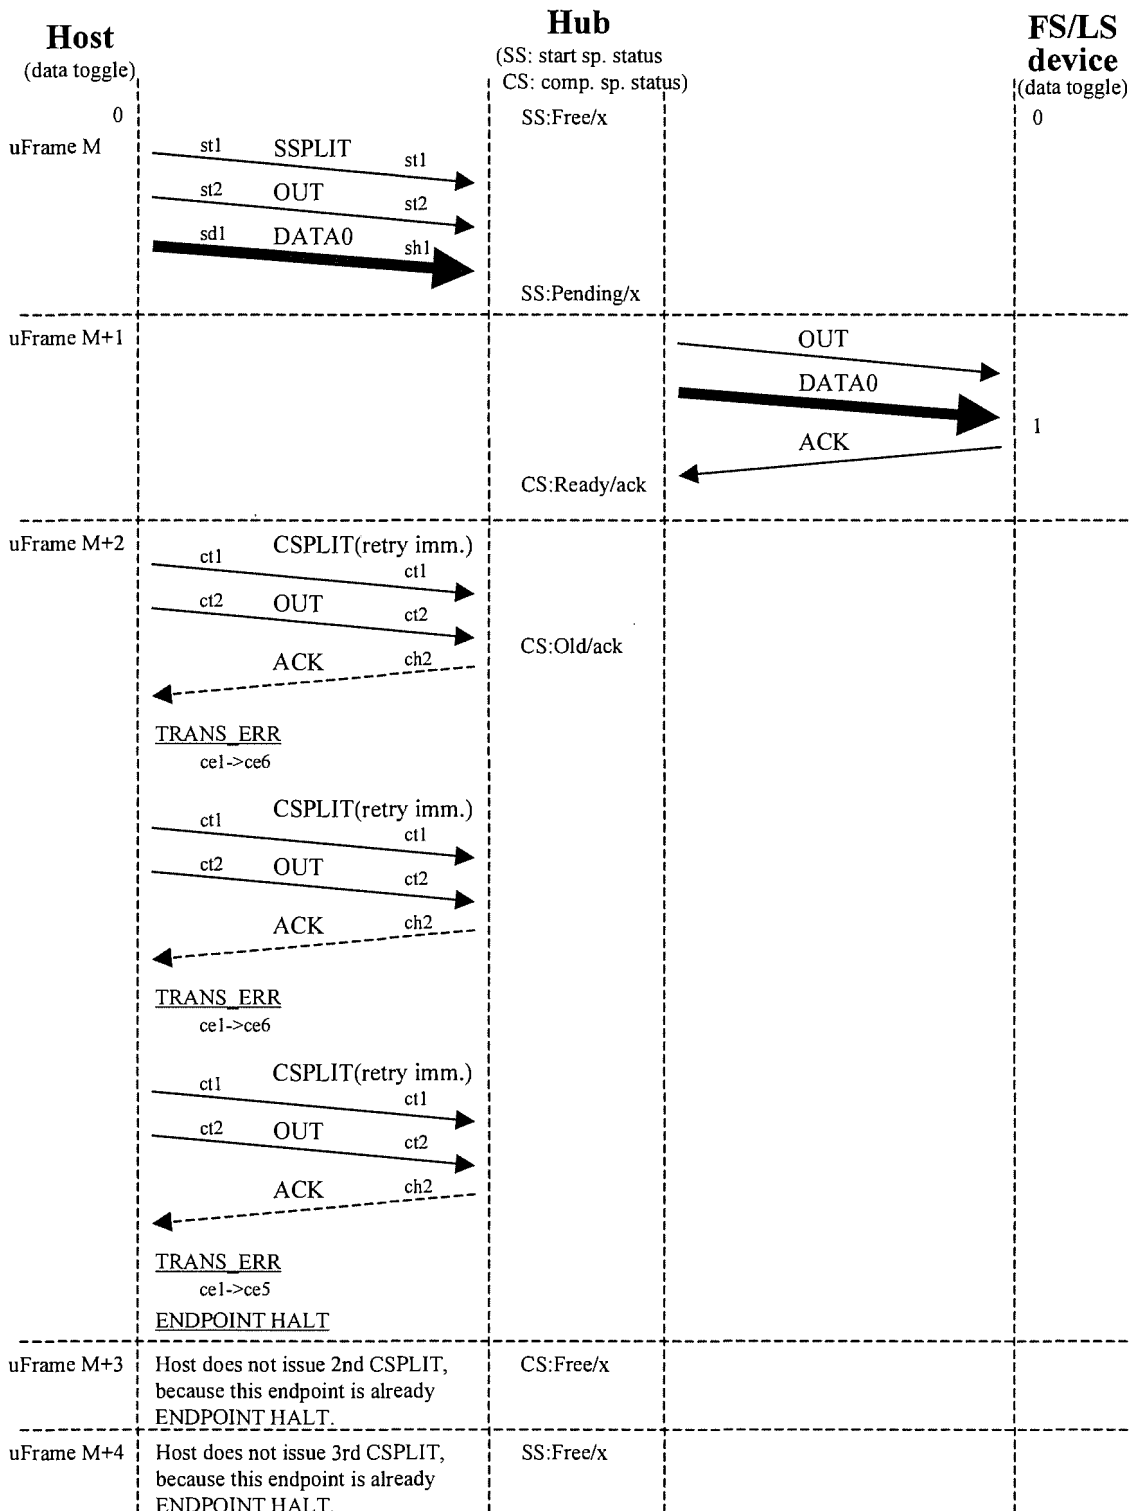 Host
(data toggle)
Hub
(SS: start sp. status
CS: comp. sp. status)
FS/LS
device
(data toggle)
0
SS:Free/x
0
uFrame M
st1 SSPLIT st1
st2 OUT st2
sd1 DATA0 sh1
SS:Pending/x
uFrame M+1
OUT
DATA0
1
ACK
CS:Ready/ack
uFrame M+2
CSPLIT(retry imm.)
ct1 ct1
ct2 OUT ct2
CS:Old/ack
ACK ch2
TRANS_ERR
ce1->ce6
CSPLIT(retry imm.)
ct1 ct1
ct2 OUT ct2
ACK ch2
TRANS_ERR
ce1->ce6
CSPLIT(retry imm.)
ct1 ct1
ct2 OUT ct2
ACK ch2
TRANS_ERR
ce1->ce5
ENDPOINT HALT
uFrame M+3
Host does not issue 2nd CSPLIT,
because this endpoint is already
ENDPOINT HALT.
CS:Free/x
uFrame M+4
Host does not issue 3rd CSPLIT,
because this endpoint is already
ENDPOINT HALT.
SS:Free/x